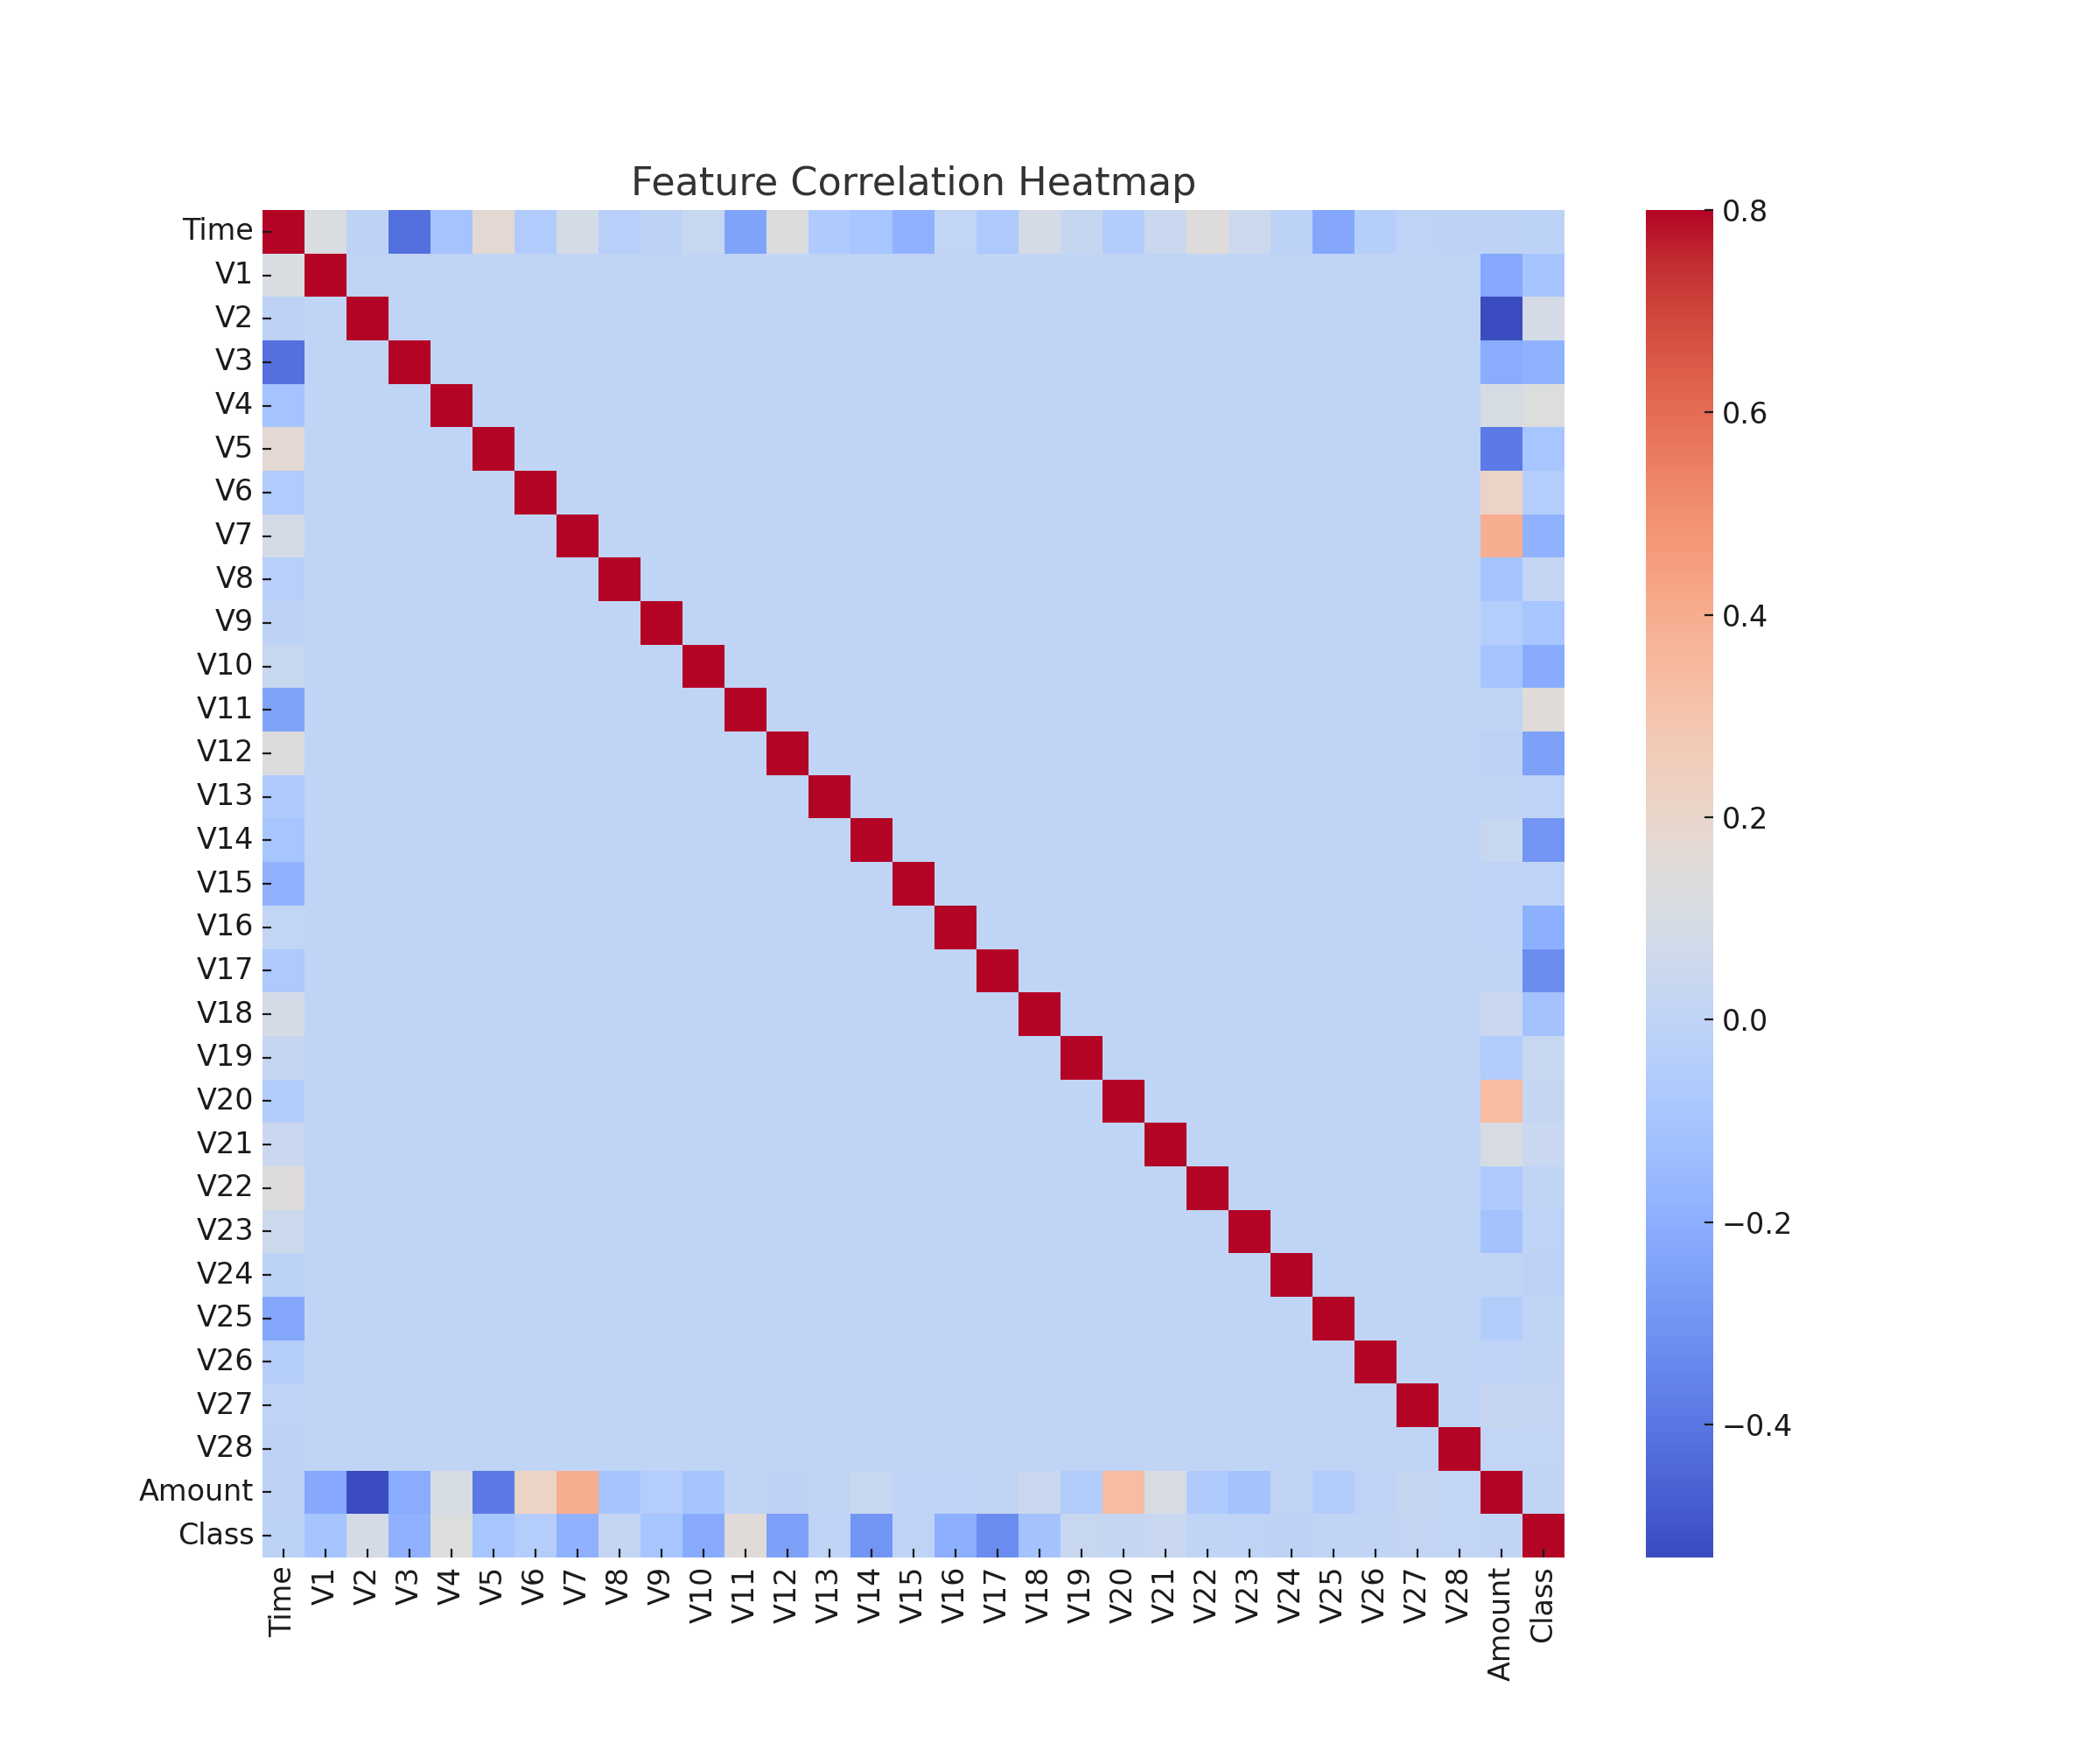 Feature Correlation Heatmap
Time
V1
V2
V3
V4
V5
V6
V7
V8
V9
V10
V11
V12
V13
V14
V15
V16
V17
V18
V19
V20
V21
V22
V23
V24
V25
V26
V27
V28
Amount
Class
Time V1 V2 V3 V4 V5 V6 V7 V8 V9 V10 V11 V12 V13 V14 V15 V16 V17 V18 V19 V20 V21 V22 V23 V24 V25 V26 V27 V28 Amount Class
0.8
0.6
0.4
0.2
0.0
−0.2
−0.4